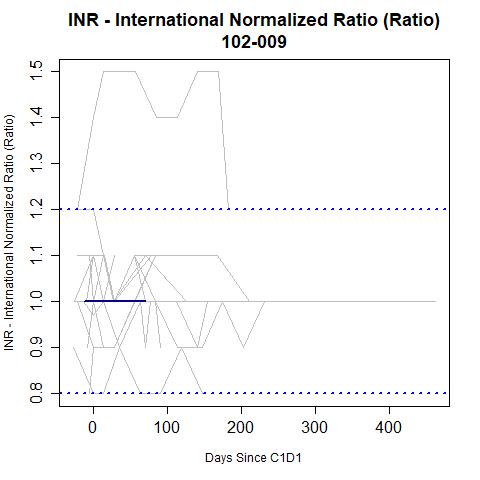 INR - International Normalized Ratio (Ratio)
102-009
INR - International Normalized Ratio (Ratio)
1.5
1.4
1.3
1.2
1.1
1.0
0.9
0.8
0 100 200 300 400
Days Since C1D1